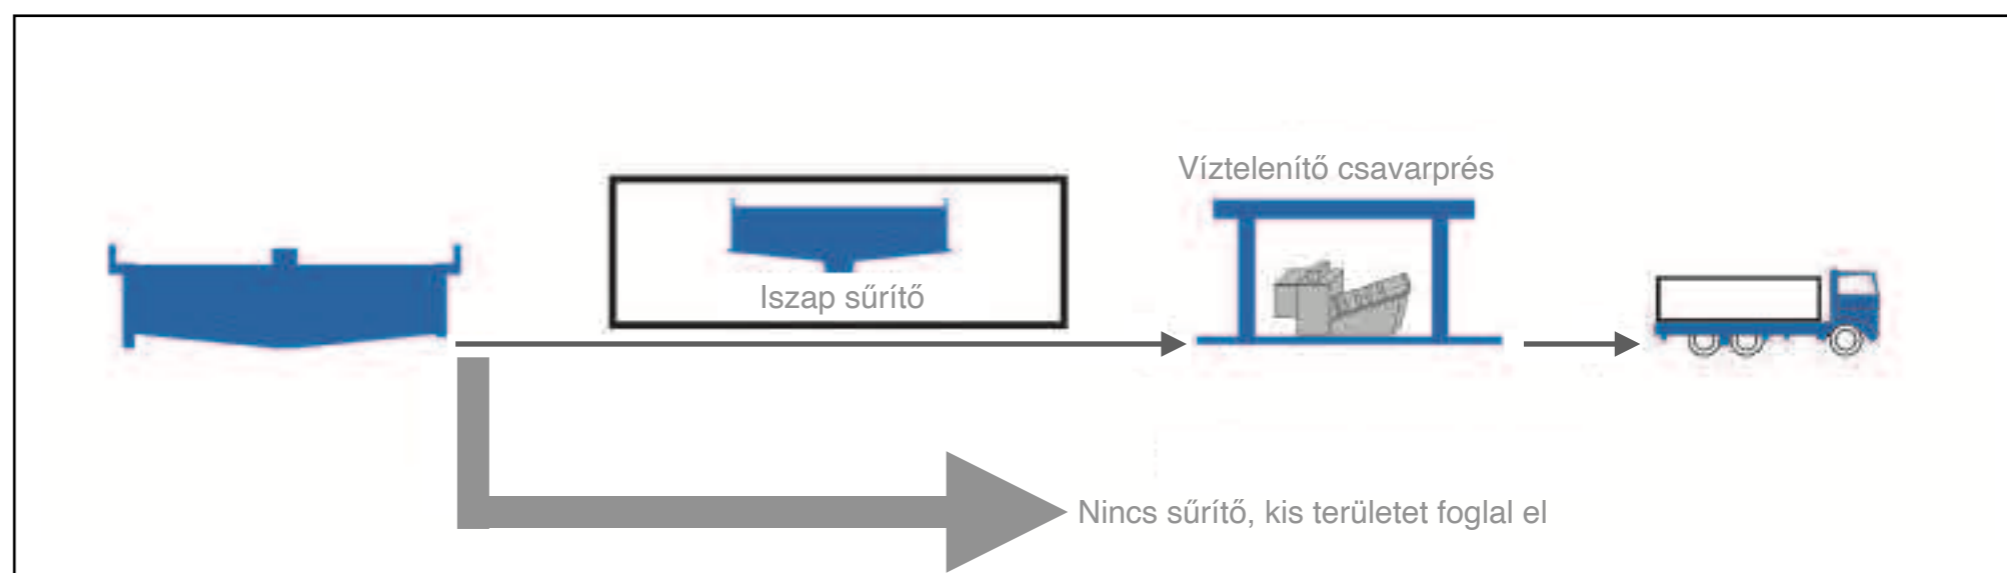 Víztelenítő csavarprés
Iszap sűrítő
Nincs sűrítő, kis területet foglal el